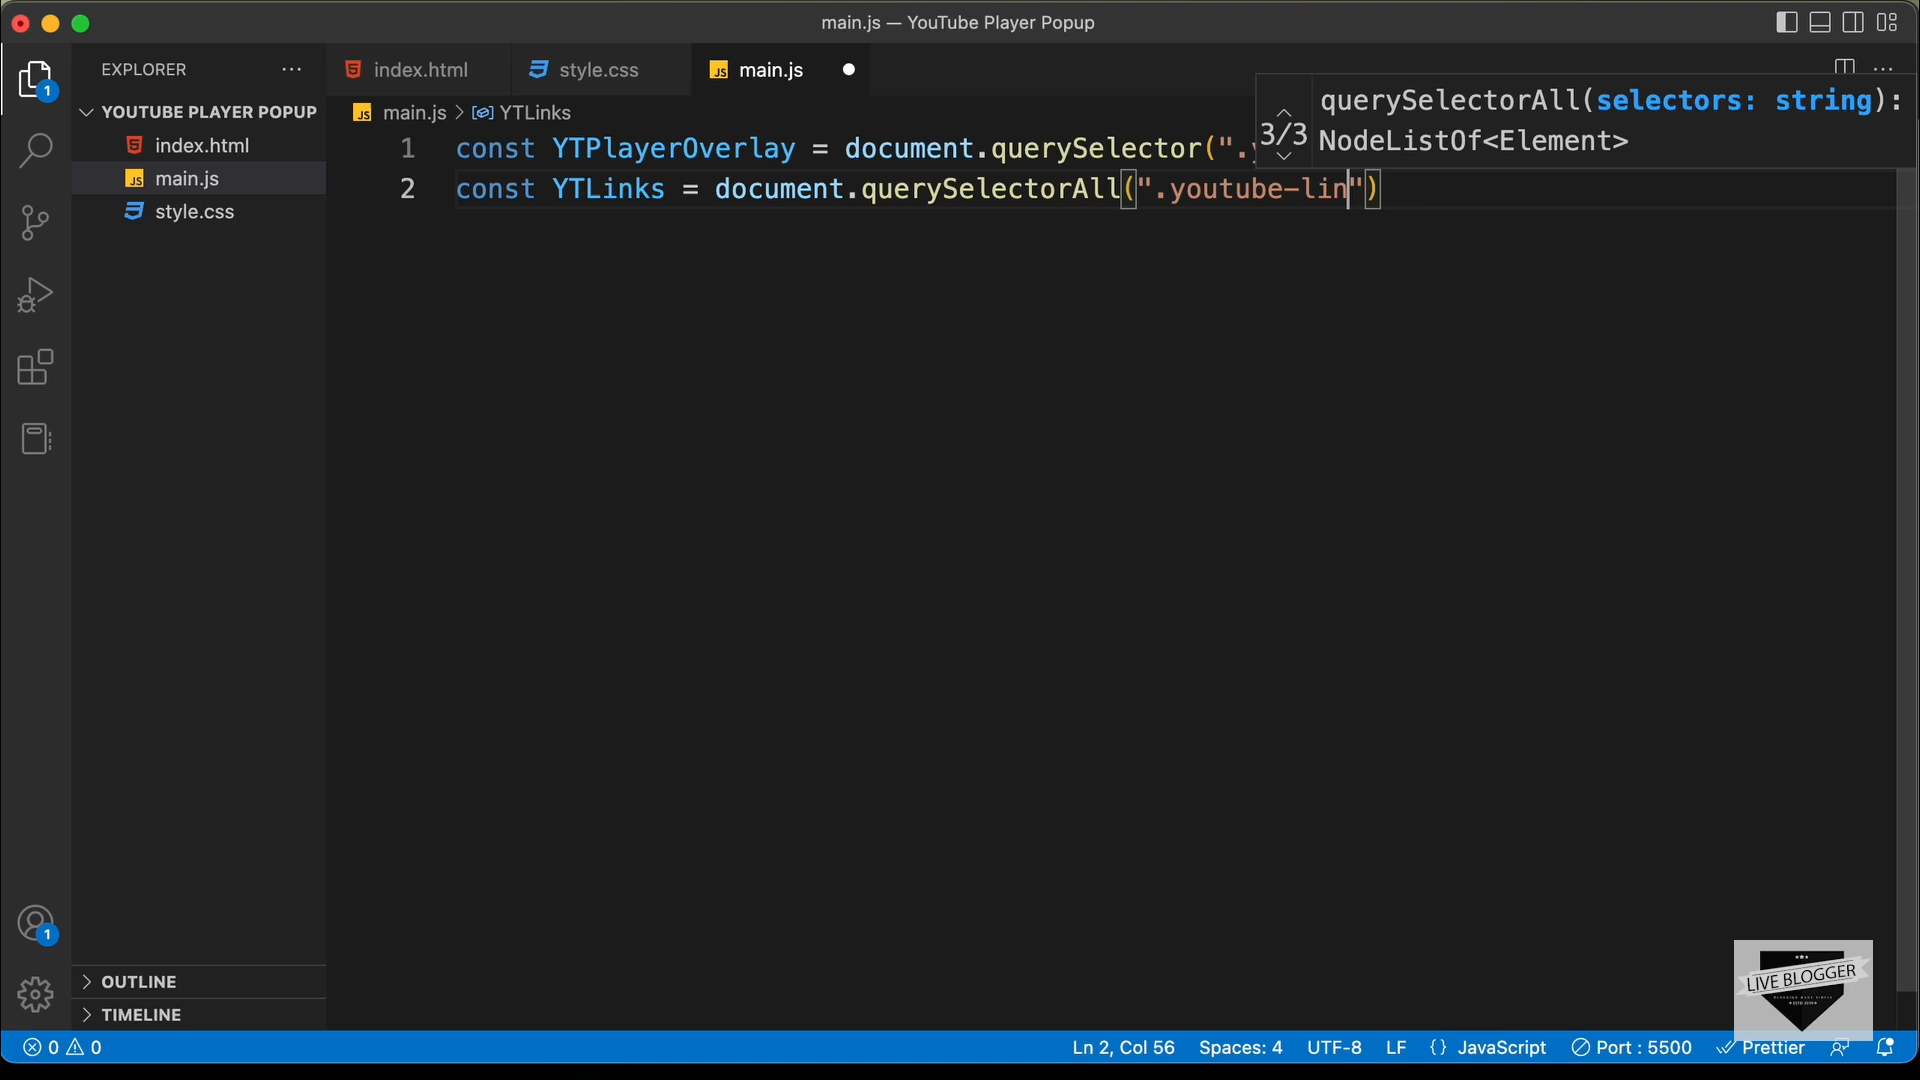 main.js — YouTube Player Popup
EXPLORER
index.html
style.css
main.js
1
YOUTUBE PLAYER POPUP
index.html
main.js
style.css
main.js > YTLinks
1 const YTPlayerOverlay = document.querySelector(".
2 const YTLinks = document.querySelectorAll(".youtube-lin")
3/3
querySelectorAll(selectors: string):
NodeListOf<Element>
1
OUTLINE
TIMELINE
LIVE BLOGGER
0 0
Ln 2, Col 56
Spaces: 4
UTF-8
LF
{} JavaScript
Port : 5500
Prettier